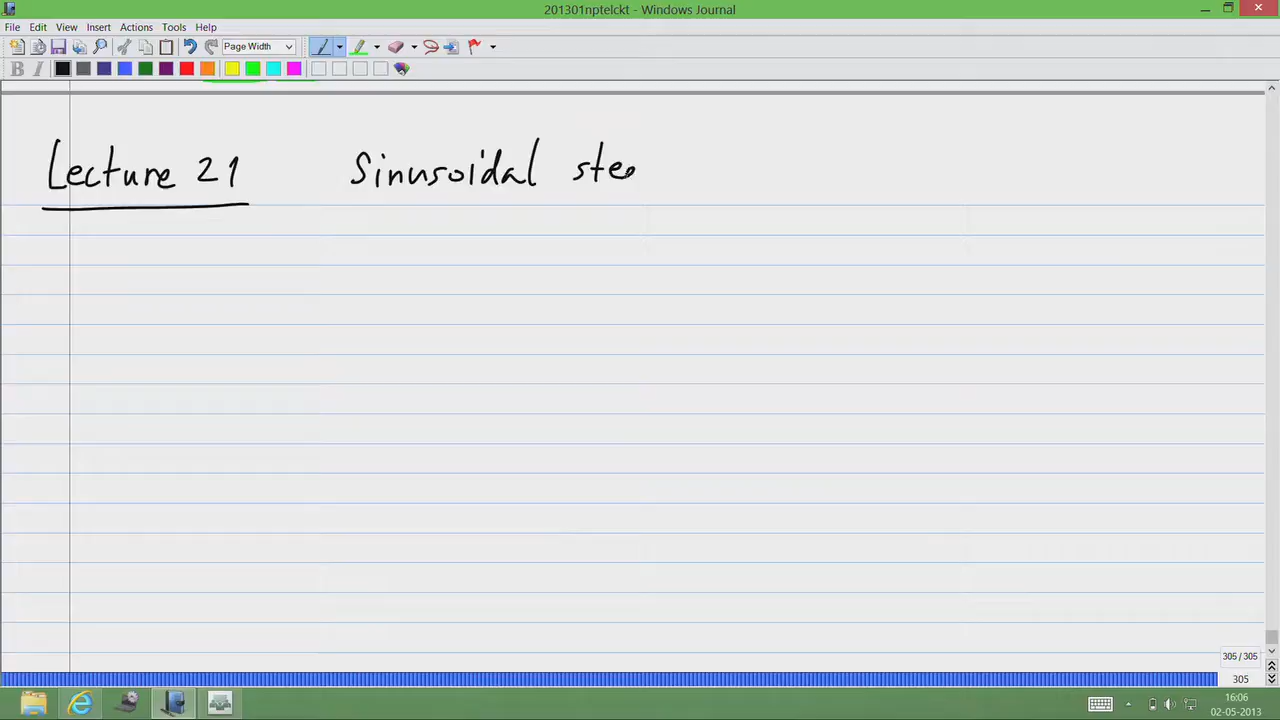 201301nptelckt - Windows Journal
File Edit View Insert Actions Tools Help
Page Width
B I
Lecture 21 Sinusoidal ste
305 / 305
305
16:06
02-05-2013